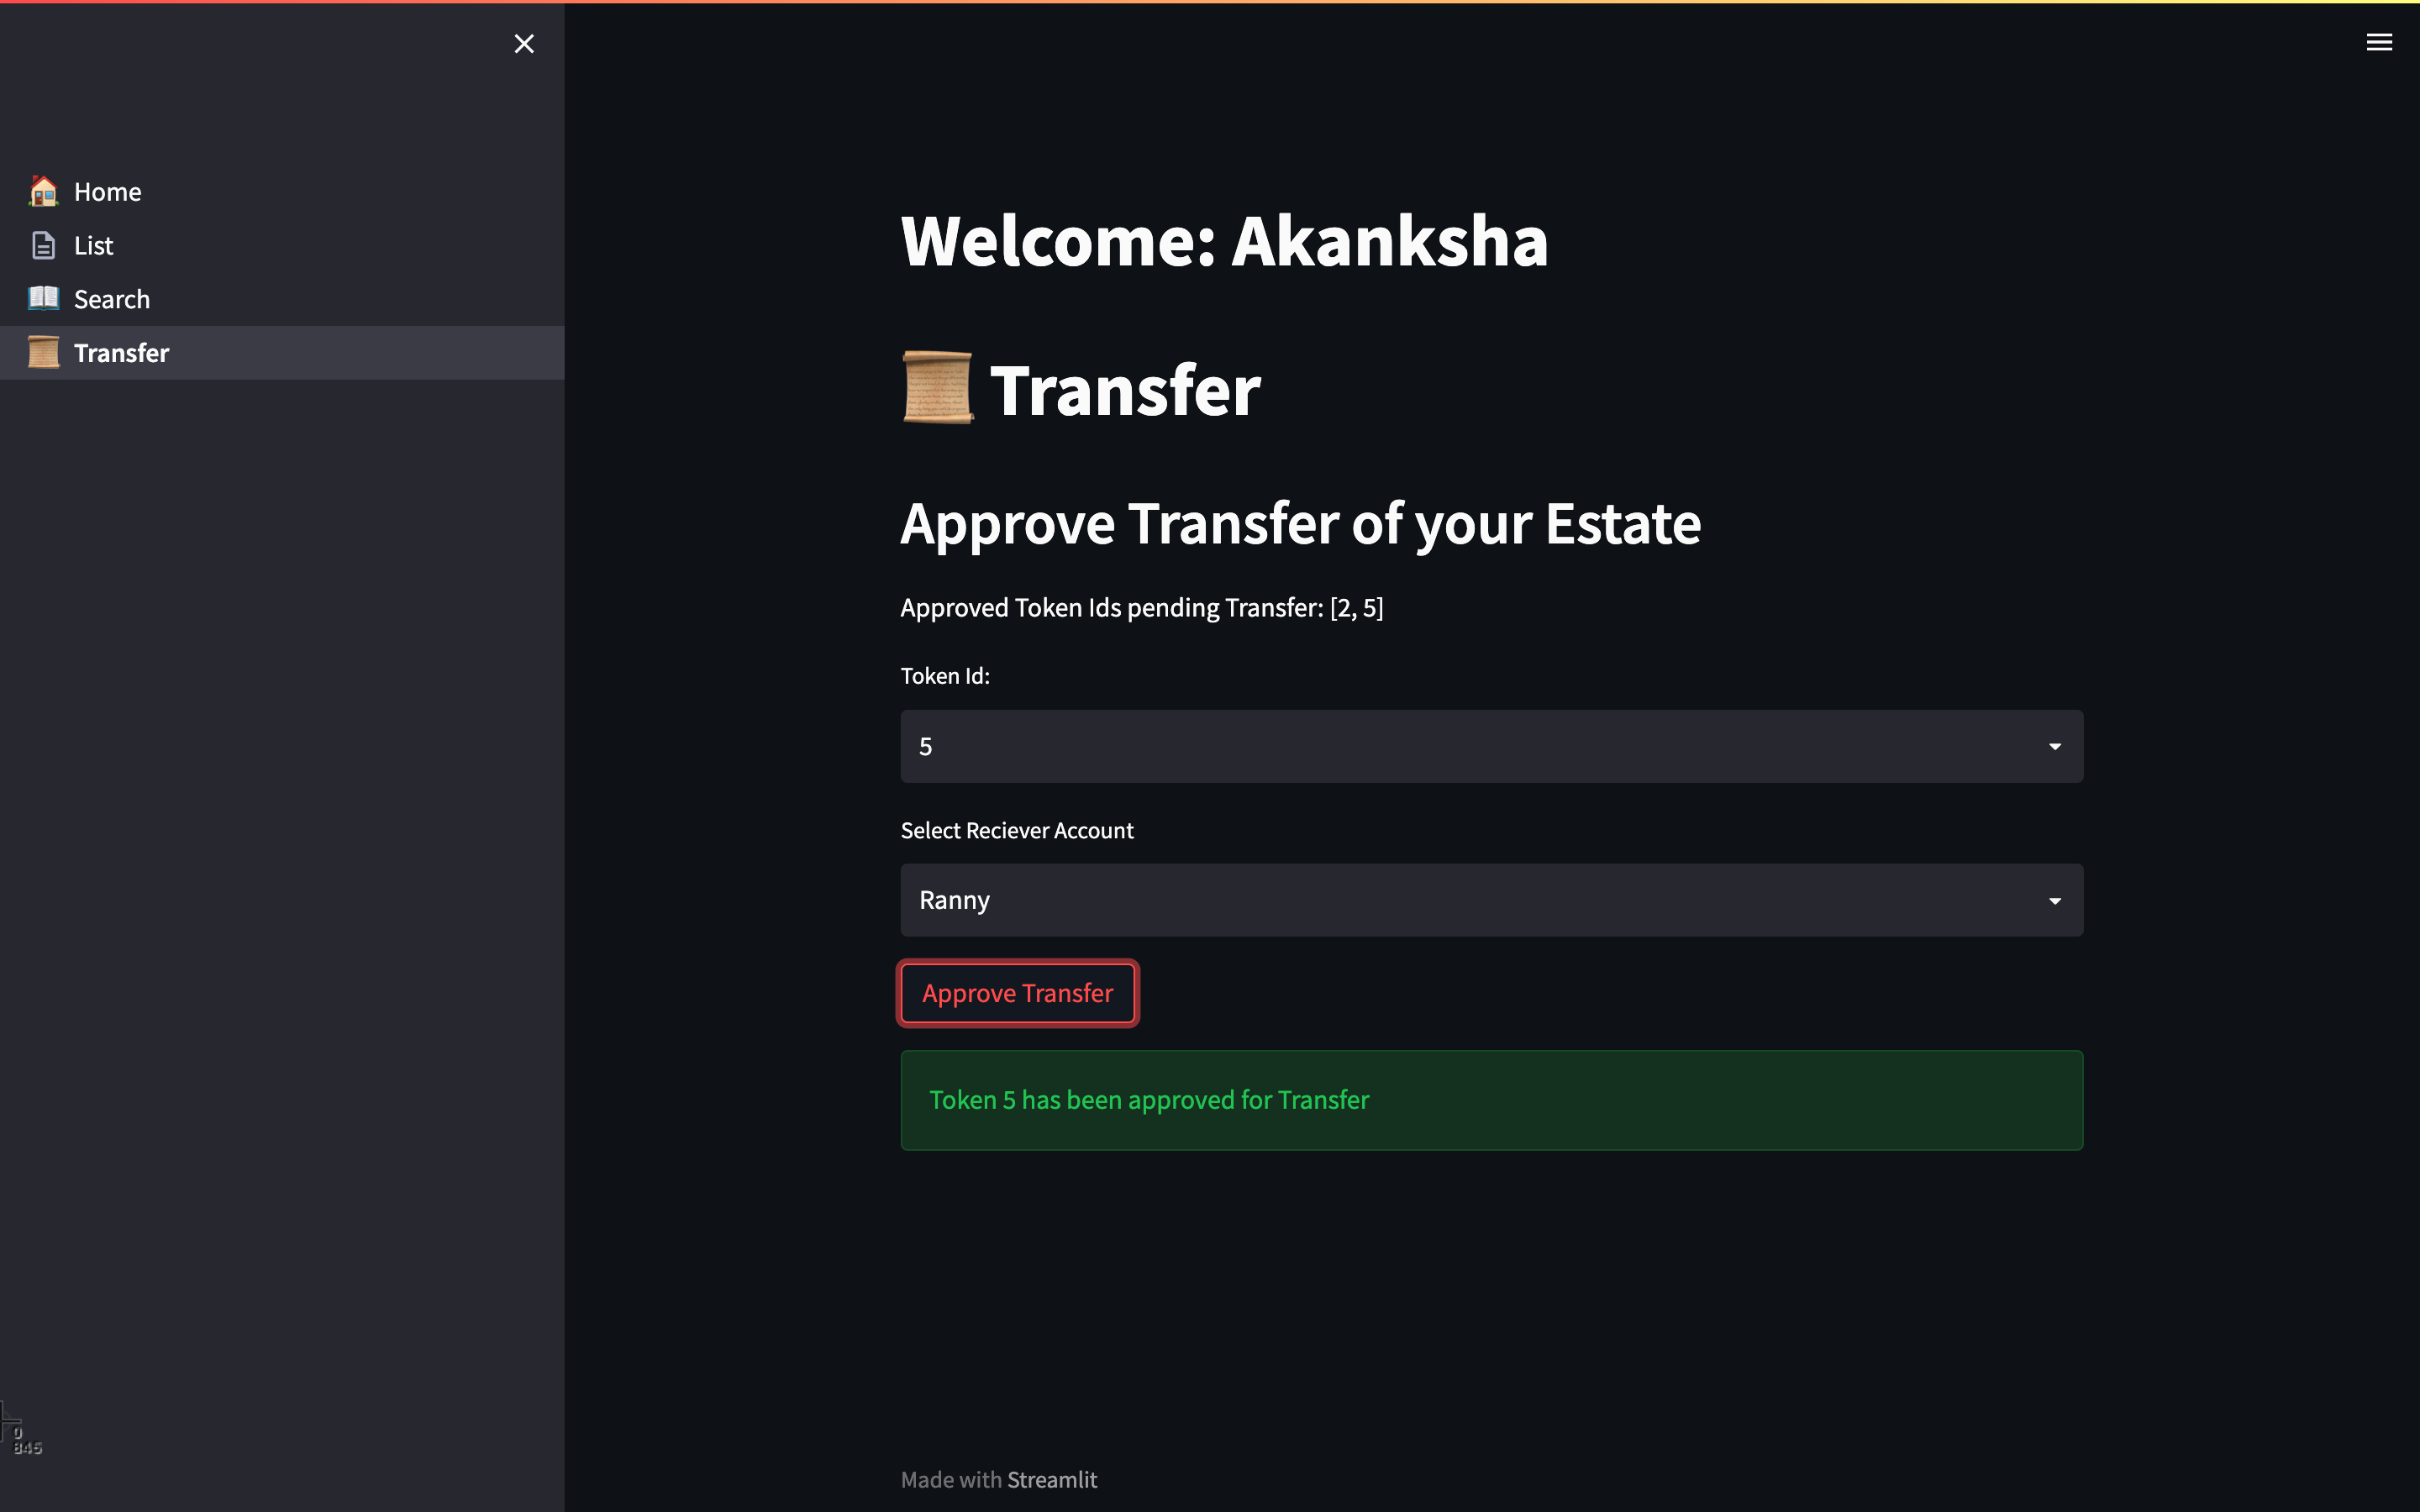 Home
List
Search
Transfer
Welcome: Akanksha
Transfer
Approve Transfer of your Estate
Approved Token Ids pending Transfer: [2, 5]
Token Id:
5
Select Reciever Account
Ranny
Approve Transfer
Token 5 has been approved for Transfer
0
845
Made with Streamlit